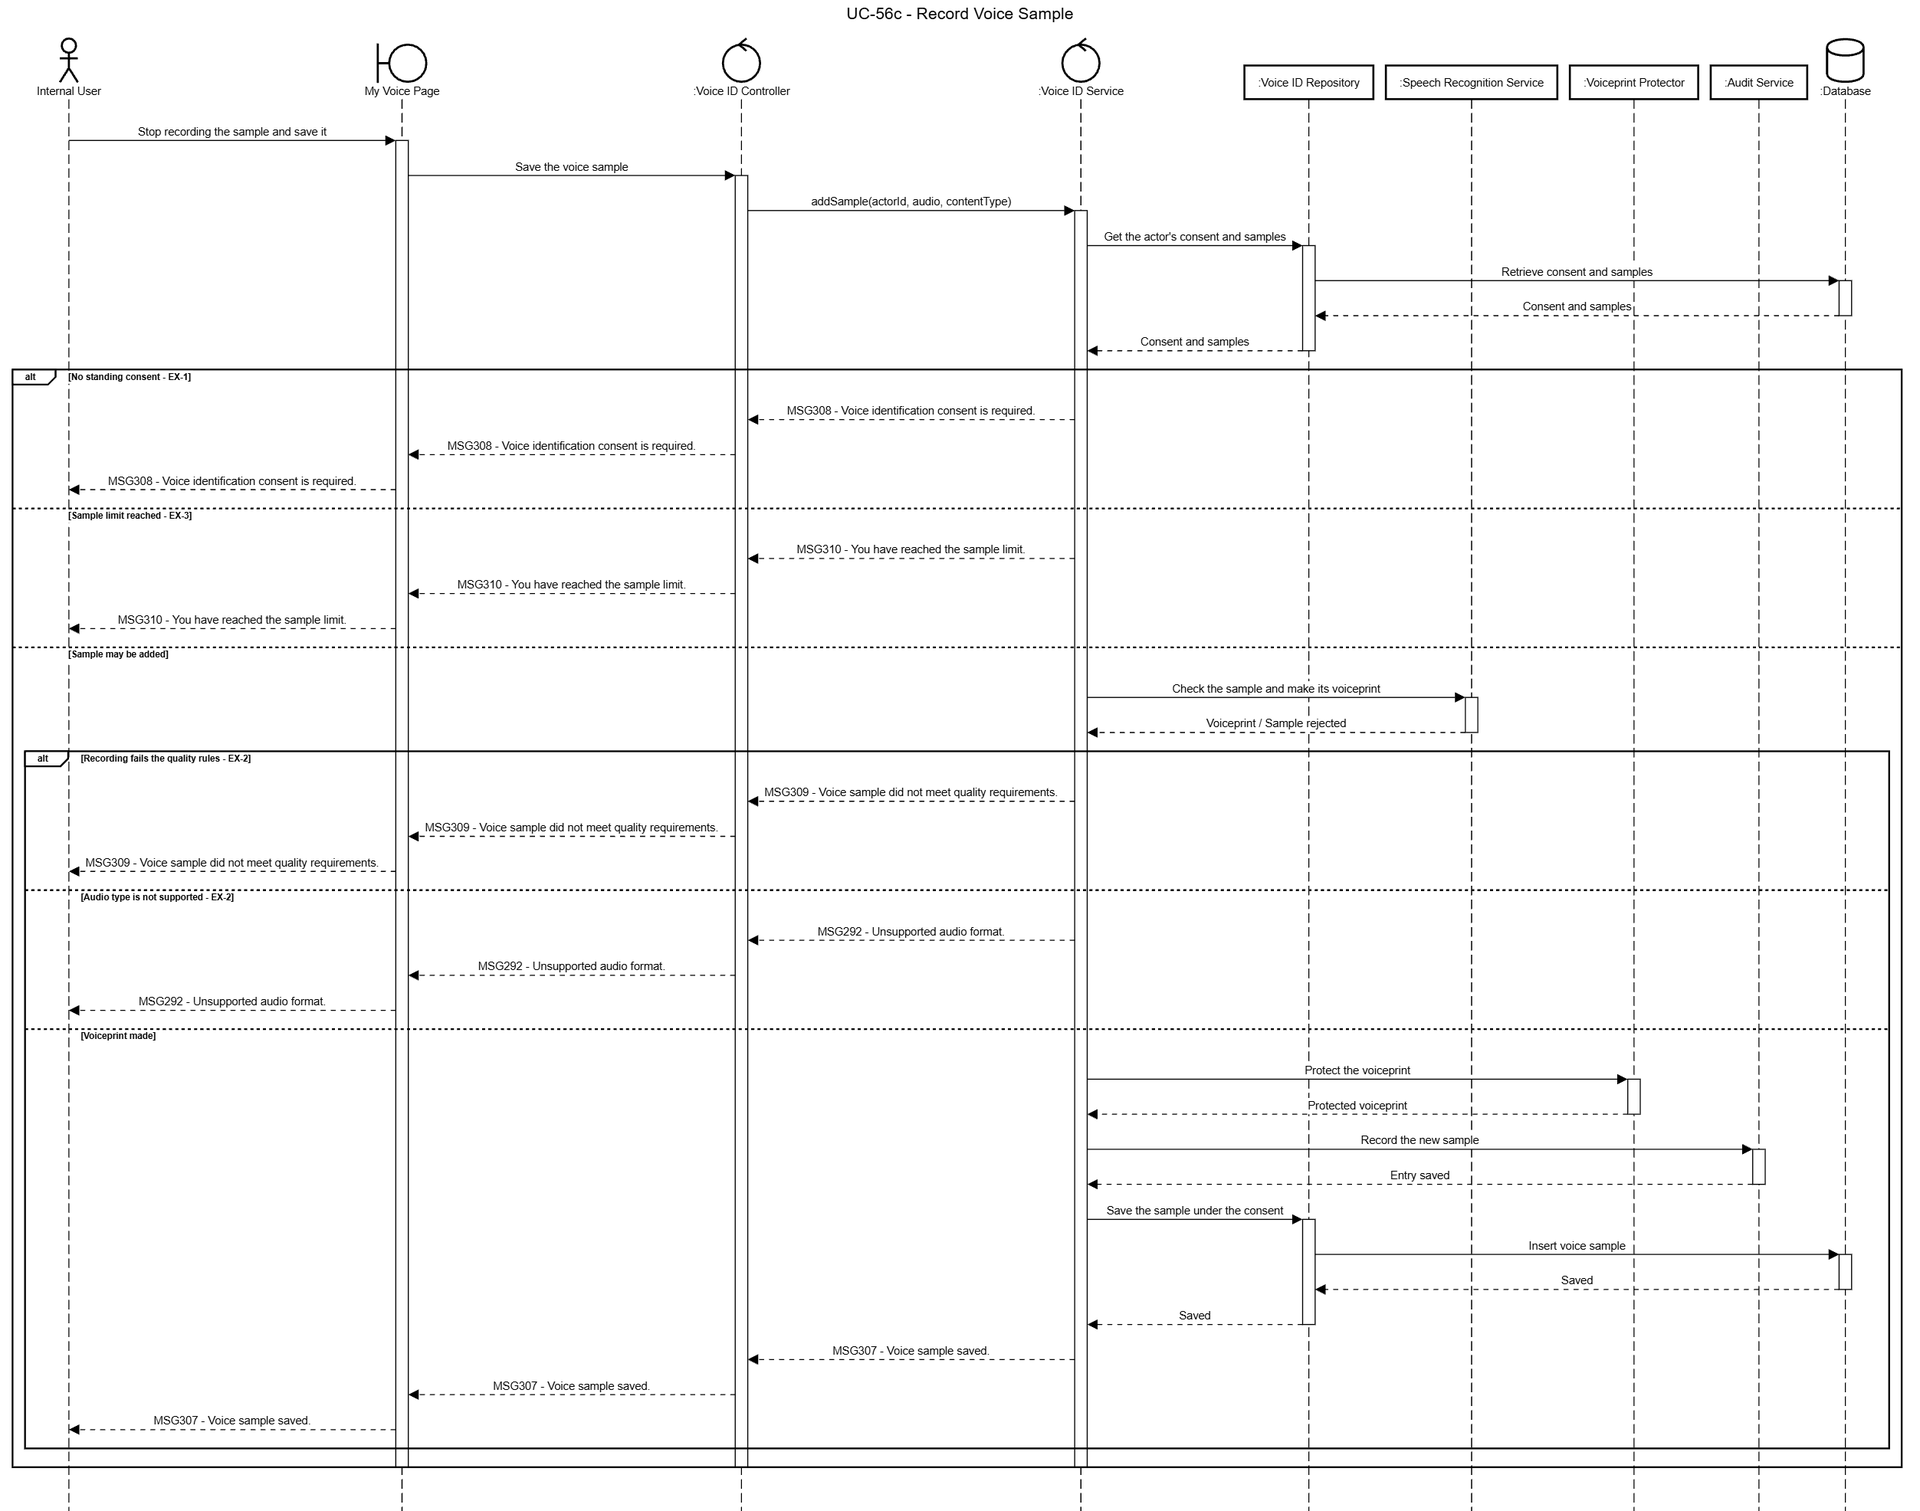 UC-56c - Record Voice Sample
Internal User
My Voice Page
:Voice ID Controller
:Voice ID Service
:Voice ID Repository
:Speech Recognition Service
:Voiceprint Protector
:Audit Service
:Database
Stop recording the sample and save it
Save the voice sample
addSample(actorId, audio, contentType)
Get the actor's consent and samples
Retrieve consent and samples
Consent and samples
Consent and samples
alt
[No standing consent - EX-1]
MSG308 - Voice identification consent is required.
MSG308 - Voice identification consent is required.
MSG308 - Voice identification consent is required.
[Sample limit reached - EX-3]
MSG310 - You have reached the sample limit.
MSG310 - You have reached the sample limit.
MSG310 - You have reached the sample limit.
[Sample may be added]
Check the sample and make its voiceprint
Voiceprint / Sample rejected
alt
[Recording fails the quality rules - EX-2]
MSG309 - Voice sample did not meet quality requirements.
MSG309 - Voice sample did not meet quality requirements.
MSG309 - Voice sample did not meet quality requirements.
[Audio type is not supported - EX-2]
MSG292 - Unsupported audio format.
MSG292 - Unsupported audio format.
MSG292 - Unsupported audio format.
[Voiceprint made]
Protect the voiceprint
Protected voiceprint
Record the new sample
Entry saved
Save the sample under the consent
Insert voice sample
Saved
Saved
MSG307 - Voice sample saved.
MSG307 - Voice sample saved.
MSG307 - Voice sample saved.